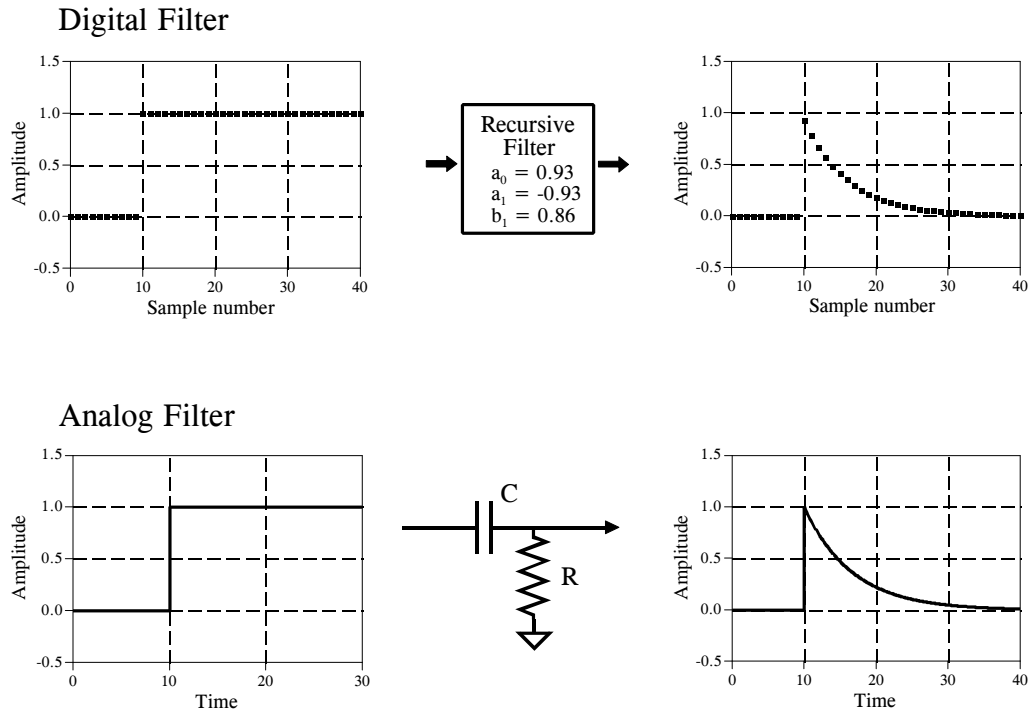 Digital Filter
1.5
1.0
0.5
0.0
-0.5
0 10 20 30 40
Amplitude
Sample number
Recursive
Filter
a0 = 0.93
a1 = -0.93
b1 = 0.86
1.5
1.0
0.5
0.0
-0.5
0 10 20 30 40
Amplitude
Sample number
Analog Filter
1.5
1.0
0.5
0.0
-0.5
0 10 20 30
Amplitude
Time
C
R
1.5
1.0
0.5
0.0
-0.5
0 10 20 30 40
Amplitude
Time